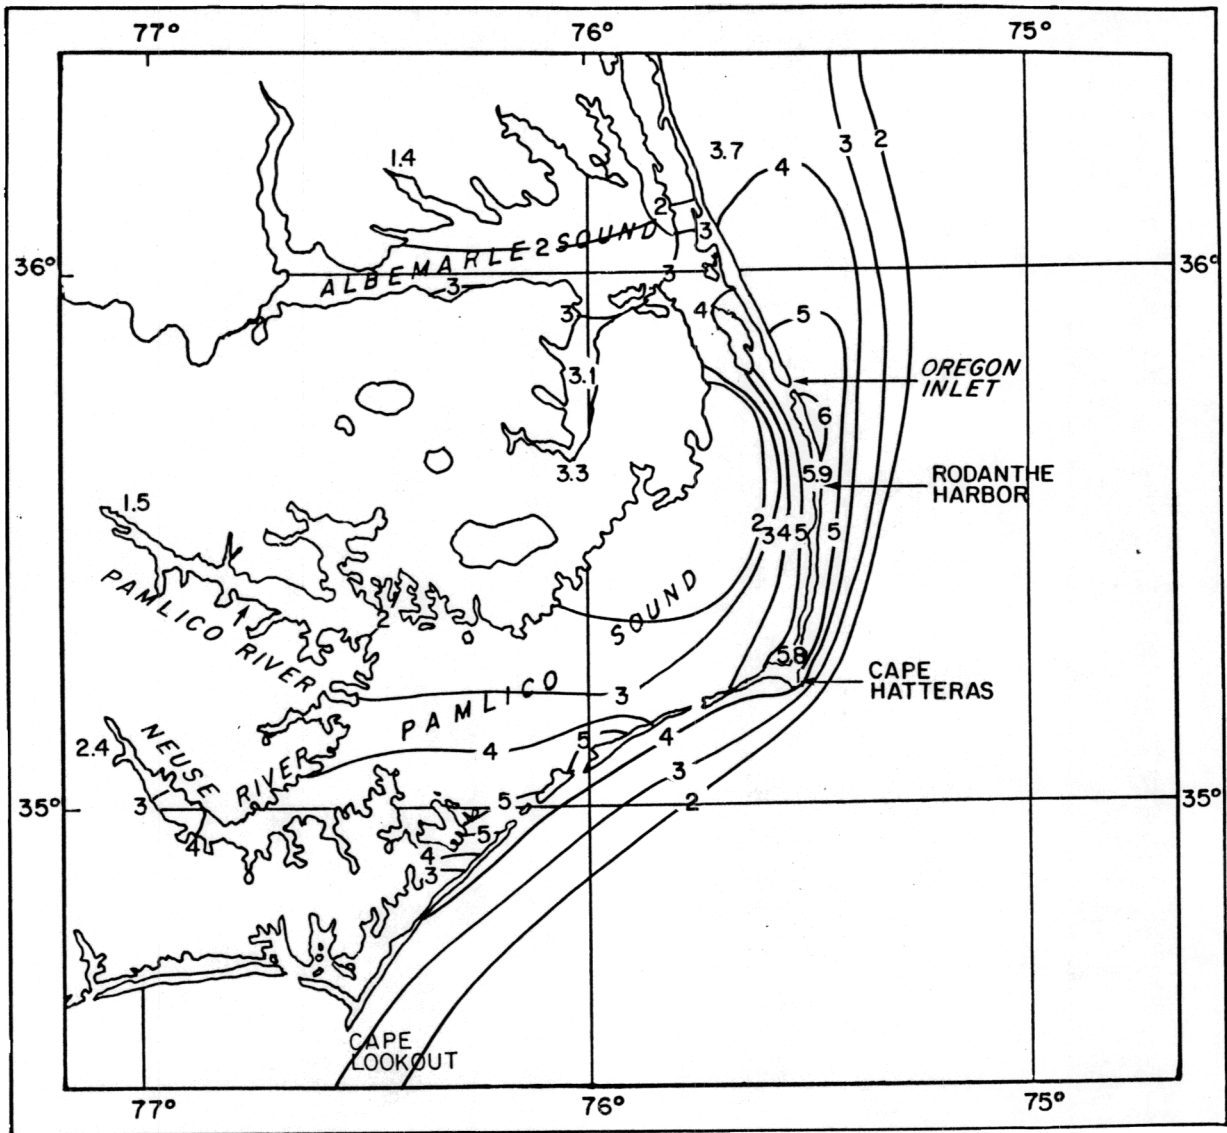 77° 76° 75°
3 2
3.7
4
1.4
2
3
2
ALBEMARLE SOUND
36° 36°
3
3
3
4
5
OREGON
INLET
3.1
6
3.3
5.9
RODANTHE
HARBOR
1.5
2 3 4 5 5
PAMLICO RIVER
PAMLICO SOUND
5.8
CAPE
HATTERAS
3
NEUSE RIVER
2.4
4
5
4
3
3
2
35° 35°
5
4
5
4
3
CAPE
LOOKOUT
77° 76° 75°